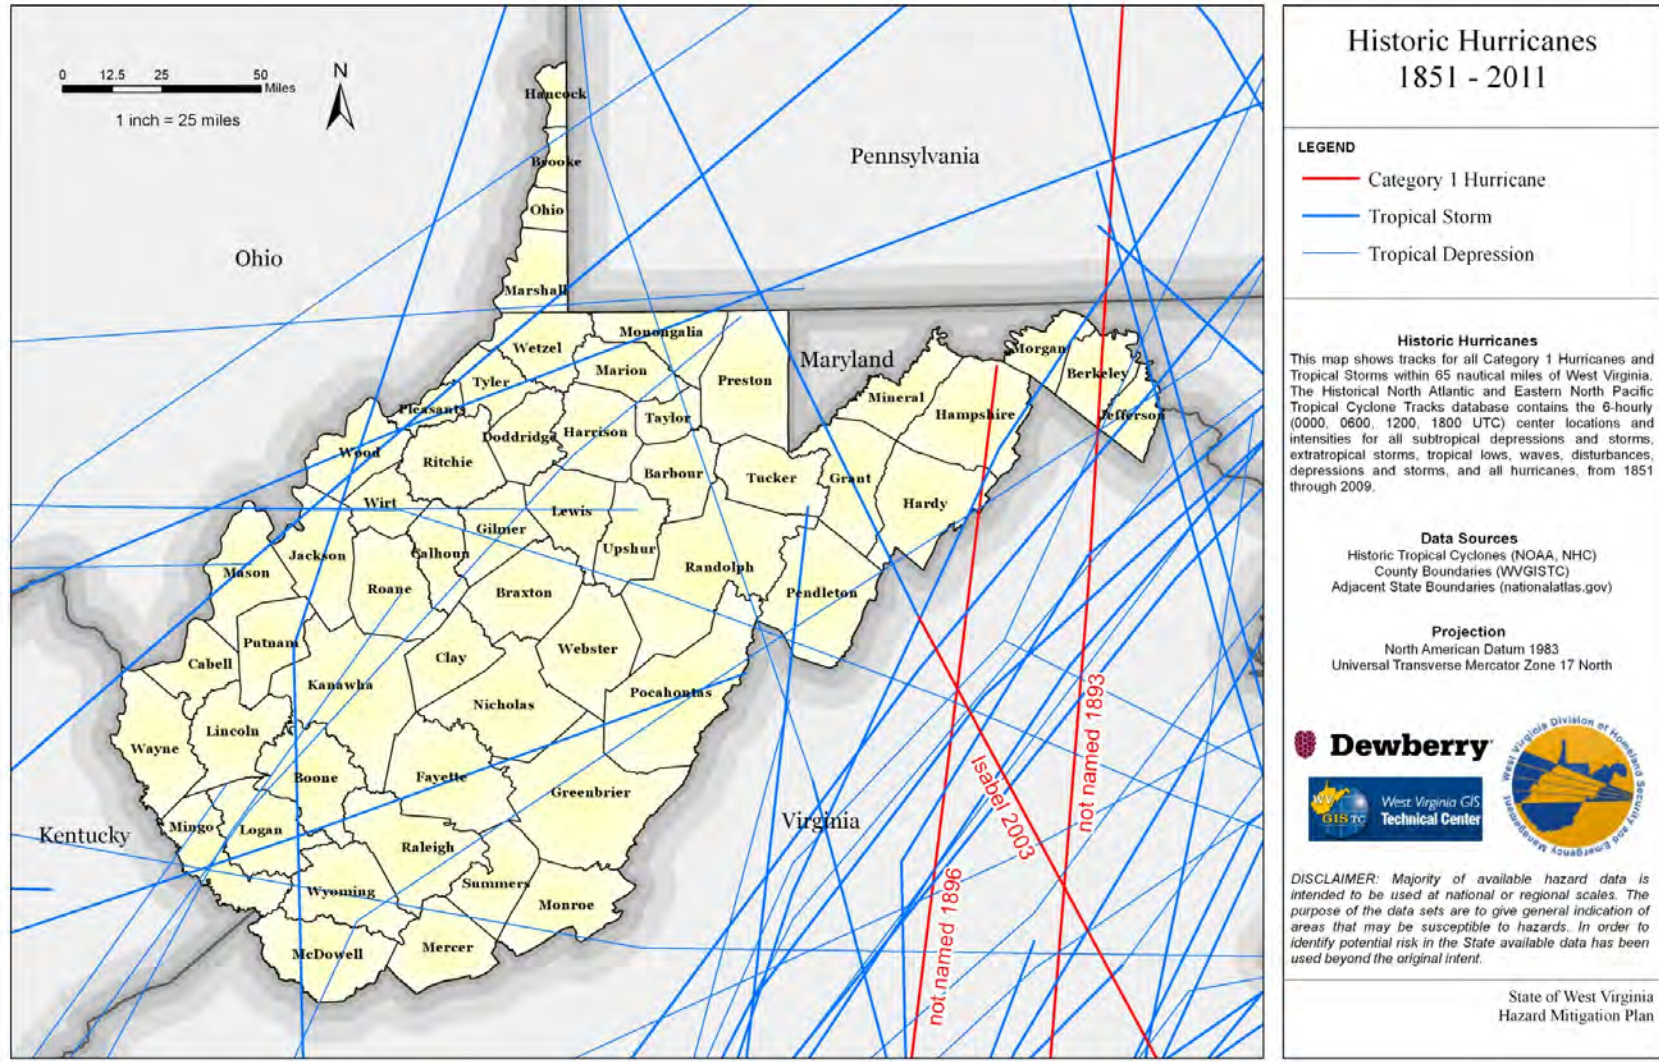 0 12.5 25 50
Miles
1 inch = 25 miles
N
Hancock
Brooke
Ohio
Marshall
Pennsylvania
Ohio
Maryland
Kentucky
Virginia
Wetzel
Monongalia
Marion
Preston
Tyler
Pleasants
Doddridge
Harrison
Taylor
Wood
Ritchie
Barbour
Tucker
Grant
Mineral
Hampshire
Morgan
Berkeley
Jefferson
Hardy
Wirt
Lewis
Gilmer
Upshur
Calhoun
Jackson
Mason
Roane
Braxton
Randolph
Pendleton
Putnam
Cabell
Clay
Webster
Kanawha
Nicholas
Pocahontas
Lincoln
Wayne
Boone
Fayette
Greenbrier
Mingo
Logan
Raleigh
Wyoming
Summers
Monroe
McDowell
Mercer
not named 1896
Isabel 2003
not named 1893
Historic Hurricanes
1851 - 2011
LEGEND
Category 1 Hurricane
Tropical Storm
Tropical Depression
Historic Hurricanes
This map shows tracks for all Category 1 Hurricanes and
Tropical Storms within 65 nautical miles of West Virginia.
The Historical North Atlantic and Eastern North Pacific
Tropical Cyclone Tracks database contains the 6-hourly
(0000, 0600, 1200, 1800 UTC) center locations and
intensities for all subtropical depressions and storms,
extratropical storms, tropical lows, waves, disturbances,
depressions and storms, and all hurricanes, from 1851
through 2009.
Data Sources
Historic Tropical Cyclones (NOAA, NHC)
County Boundaries (WVGISTC)
Adjacent State Boundaries (nationalatlas.gov)
Projection
North American Datum 1983
Universal Transverse Mercator Zone 17 North
Dewberry
WV
GIS TC
West Virginia GIS
Technical Center
West Virginia Division of Homeland Security and Emergency Management
DISCLAIMER: Majority of available hazard data is
intended to be used at national or regional scales. The
purpose of the data sets are to give general indication of
areas that may be susceptible to hazards. In order to
identify potential risk in the State available data has been
used beyond the original intent.
State of West Virginia
Hazard Mitigation Plan